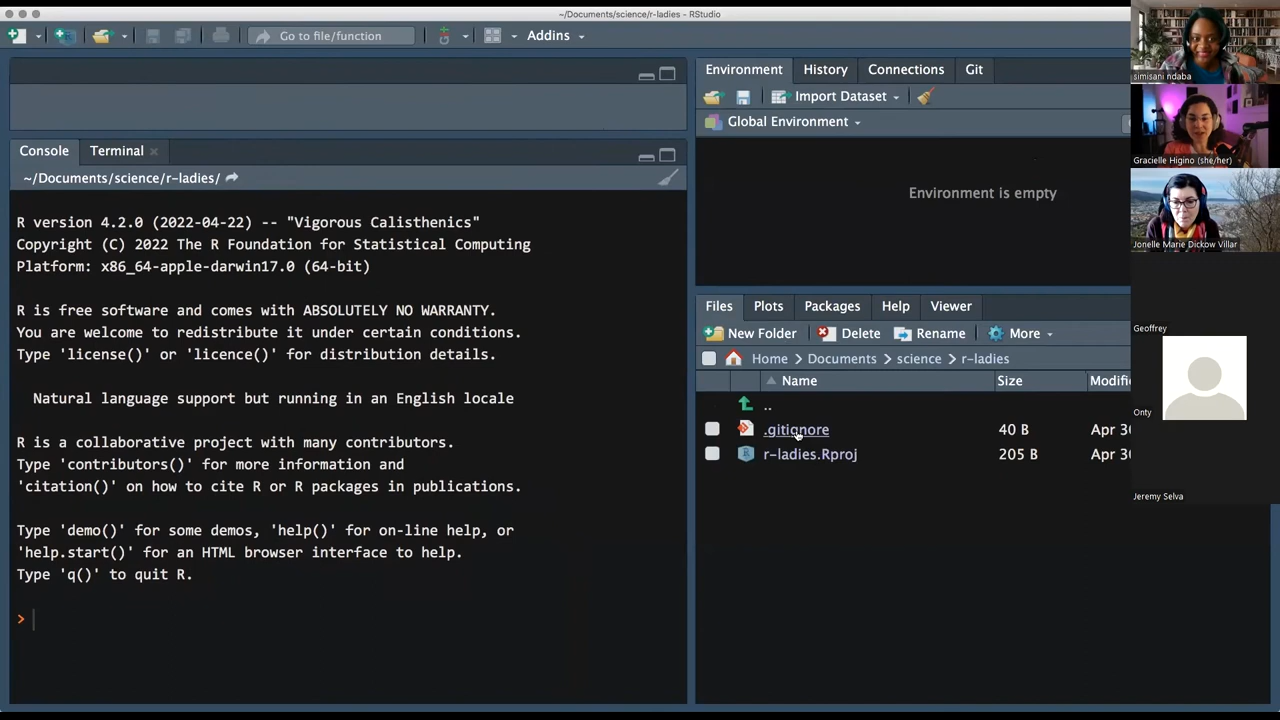 ~/Documents/science/r-ladies - RStudio
Go to file/function
Addins
Console
Terminal
~/Documents/science/r-ladies/
R version 4.2.0 (2022-04-22) -- "Vigorous Calisthenics"
Copyright (C) 2022 The R Foundation for Statistical Computing
Platform: x86_64-apple-darwin17.0 (64-bit)
R is free software and comes with ABSOLUTELY NO WARRANTY.
You are welcome to redistribute it under certain conditions.
Type 'license()' or 'licence()' for distribution details.
Natural language support but running in an English locale
R is a collaborative project with many contributors.
Type 'contributors()' for more information and
'citation()' on how to cite R or R packages in publications.
Type 'demo()' for some demos, 'help()' for on-line help, or
'help.start()' for an HTML browser interface to help.
Type 'q()' to quit R.
>
Environment
History
Connections
Git
Import Dataset
Global Environment
Environment is empty
Files
Plots
Packages
Help
Viewer
New Folder
Delete
Rename
More
Home > Documents > science > r-ladies
Name
Size
Modifi
..
.gitignore
40 B
Apr 30
r-ladies.Rproj
205 B
Apr 30
simisani ndaba
Gracielle Higino (she/her)
Jonelle Marie Dickow Villar
Geoffrey
Onty
Jeremy Selva